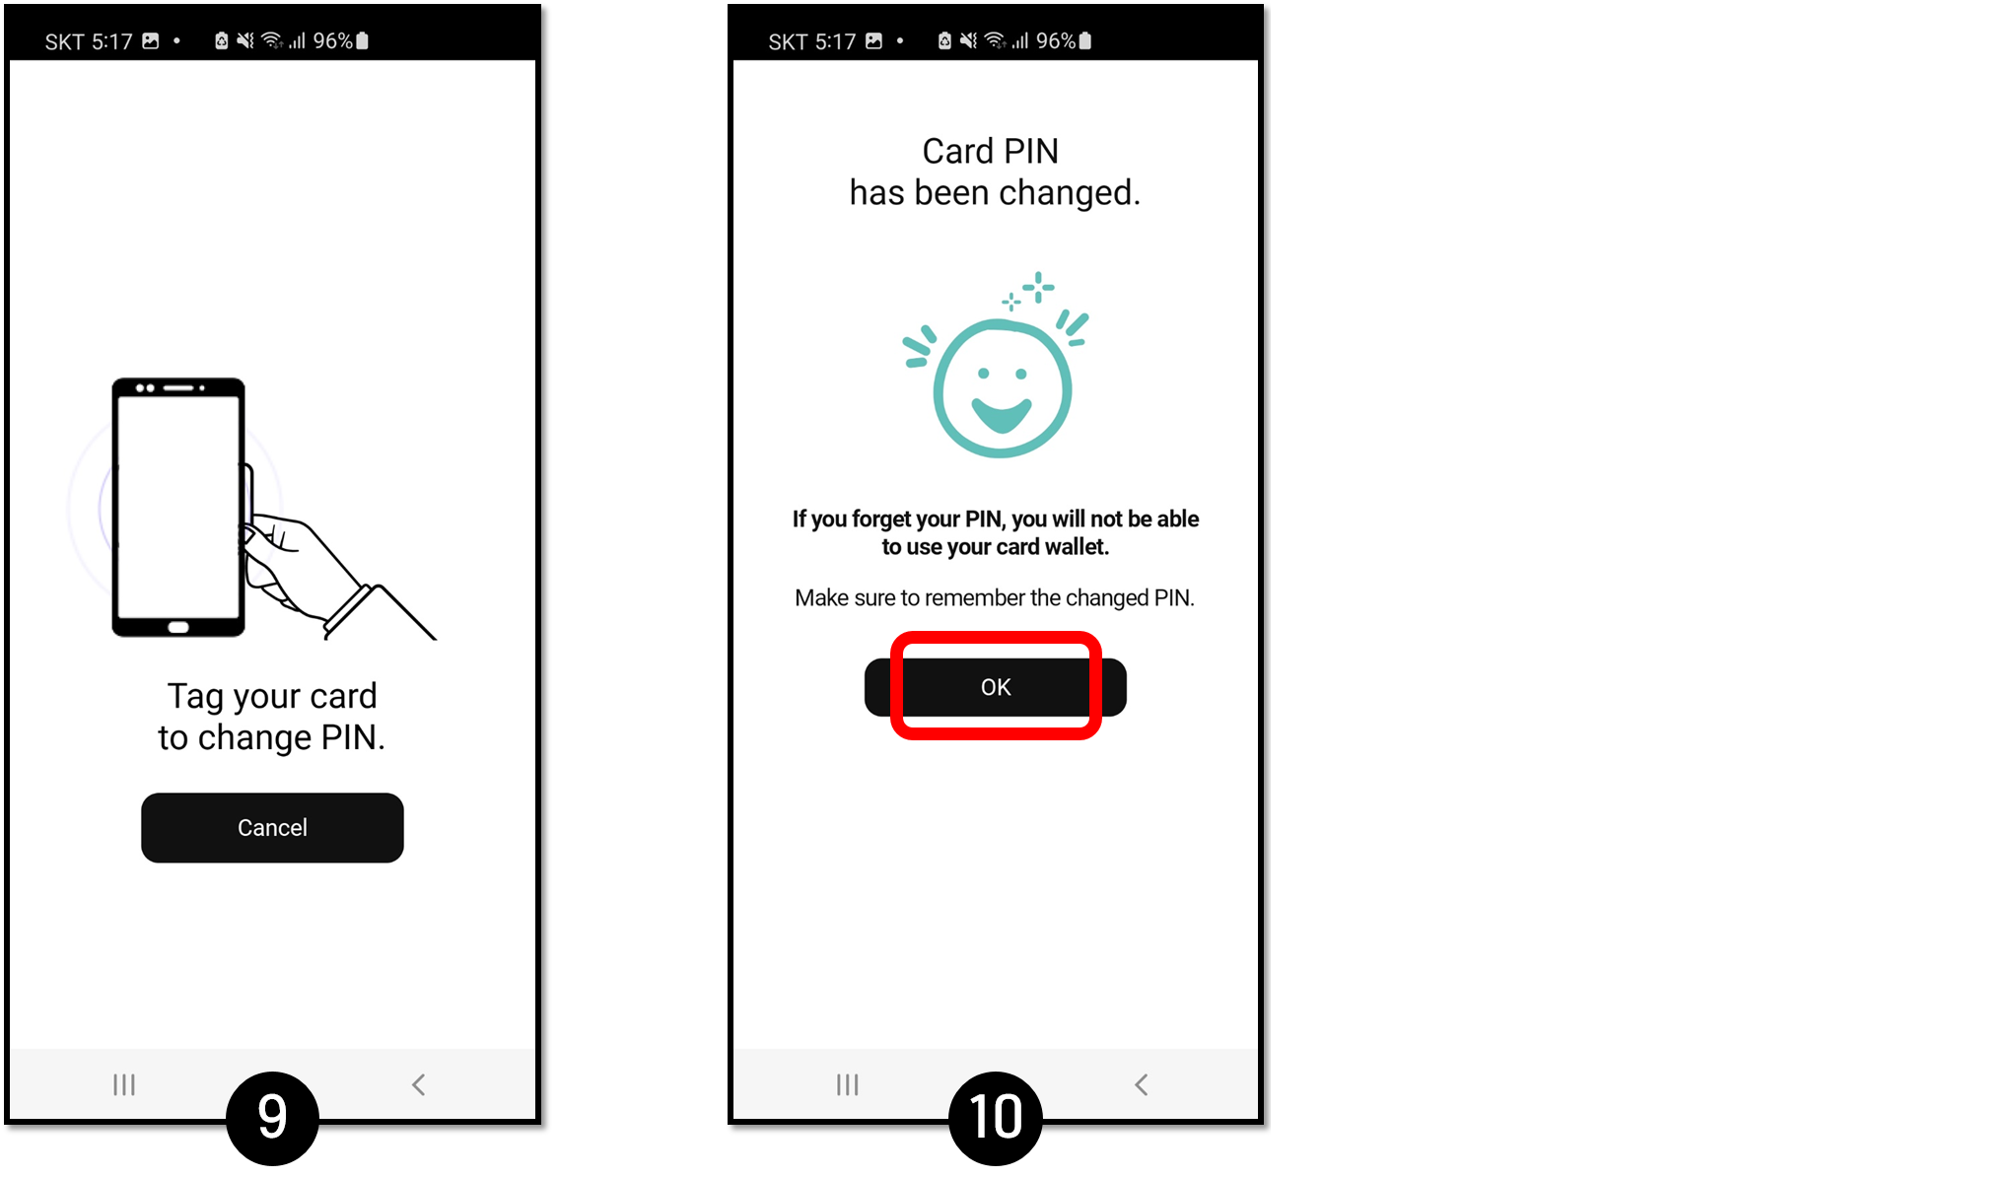 SKT 5:17
96%
Tag your card
to change PIN.
Cancel
9
SKT 5:17
96%
Card PIN
has been changed.
If you forget your PIN, you will not be able
to use your card wallet.
Make sure to remember the changed PIN.
OK
10